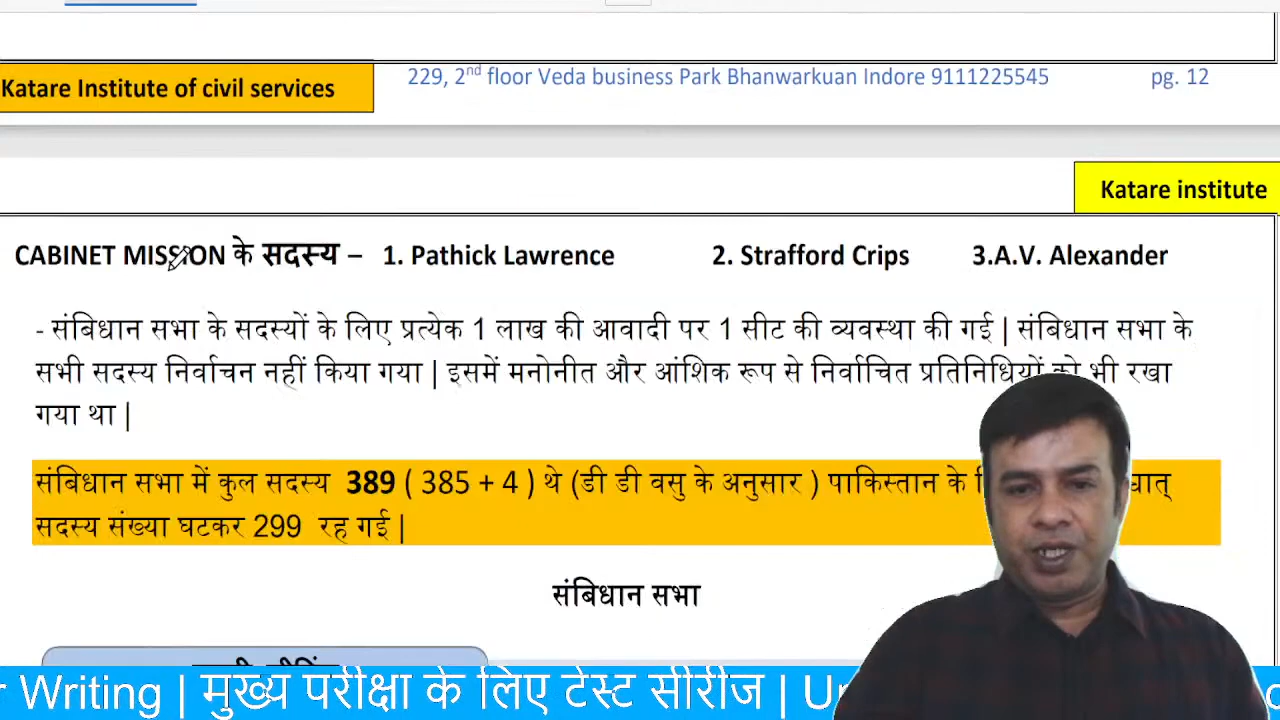 Katare Institute of civil services
229, 2nd floor Veda business Park Bhanwarkuan Indore 9111225545
pg. 12
Katare institute
CABINET MISSION के सदस्य – 1. Pathick Lawrence 2. Strafford Crips 3.A.V. Alexander
- संबिधान सभा के सदस्यों के लिए प्रत्येक 1 लाख की आवादी पर 1 सीट की व्यवस्था की गई | संबिधान सभा के
सभी सदस्य निर्वाचन नहीं किया गया | इसमें मनोनीत और आंशिक रूप से निर्वाचित प्रतिनिधियों को भी रखा
गया था |
संबिधान सभा में कुल सदस्य 389 ( 385 + 4 ) थे (डी डी वसु के अनुसार ) पाकिस्तान के
सदस्य संख्या घटकर 299 रह गई |
संबिधान सभा
Writing | मुख्य परीक्षा के लिए टेस्ट सीरीज |